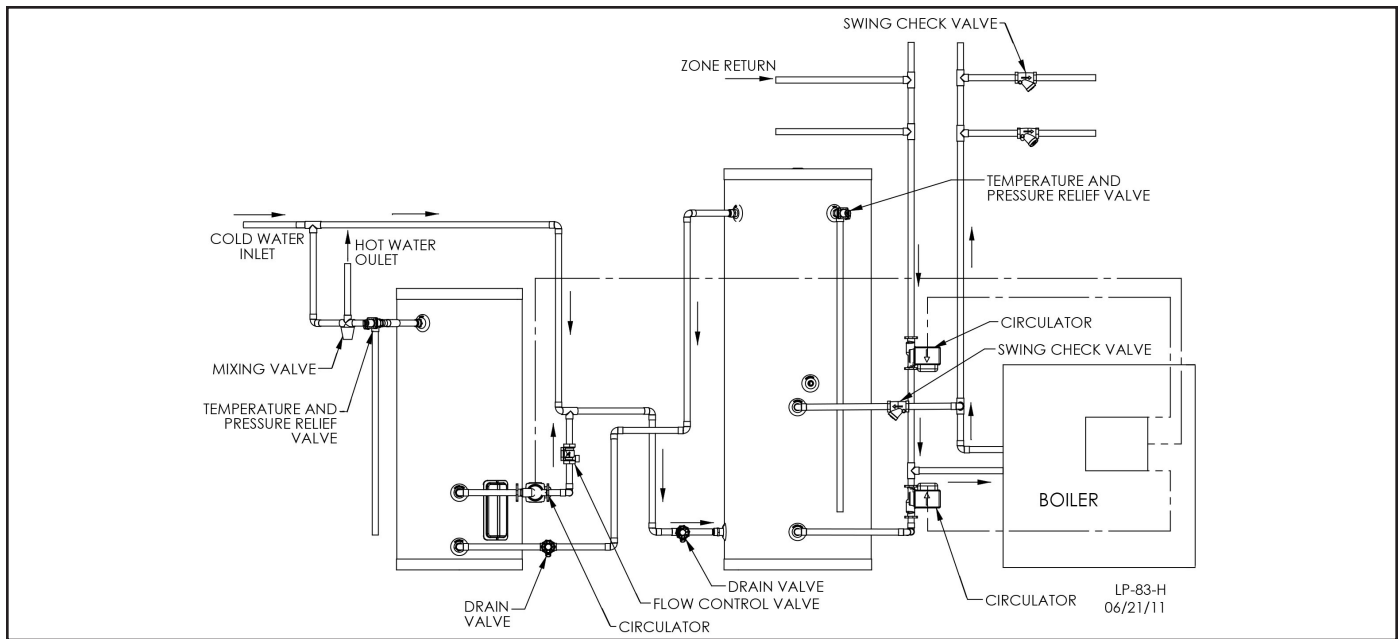 SWING CHECK VALVE
ZONE RETURN
TEMPERATURE AND
PRESSURE RELIEF VALVE
COLD WATER
INLET
HOT WATER
OULET
CIRCULATOR
SWING CHECK VALVE
MIXING VALVE
TEMPERATURE AND
PRESSURE RELIEF
VALVE
BOILER
DRAIN VALVE
FLOW CONTROL VALVE
DRAIN
VALVE
CIRCULATOR
CIRCULATOR
LP-83-H
06/21/11